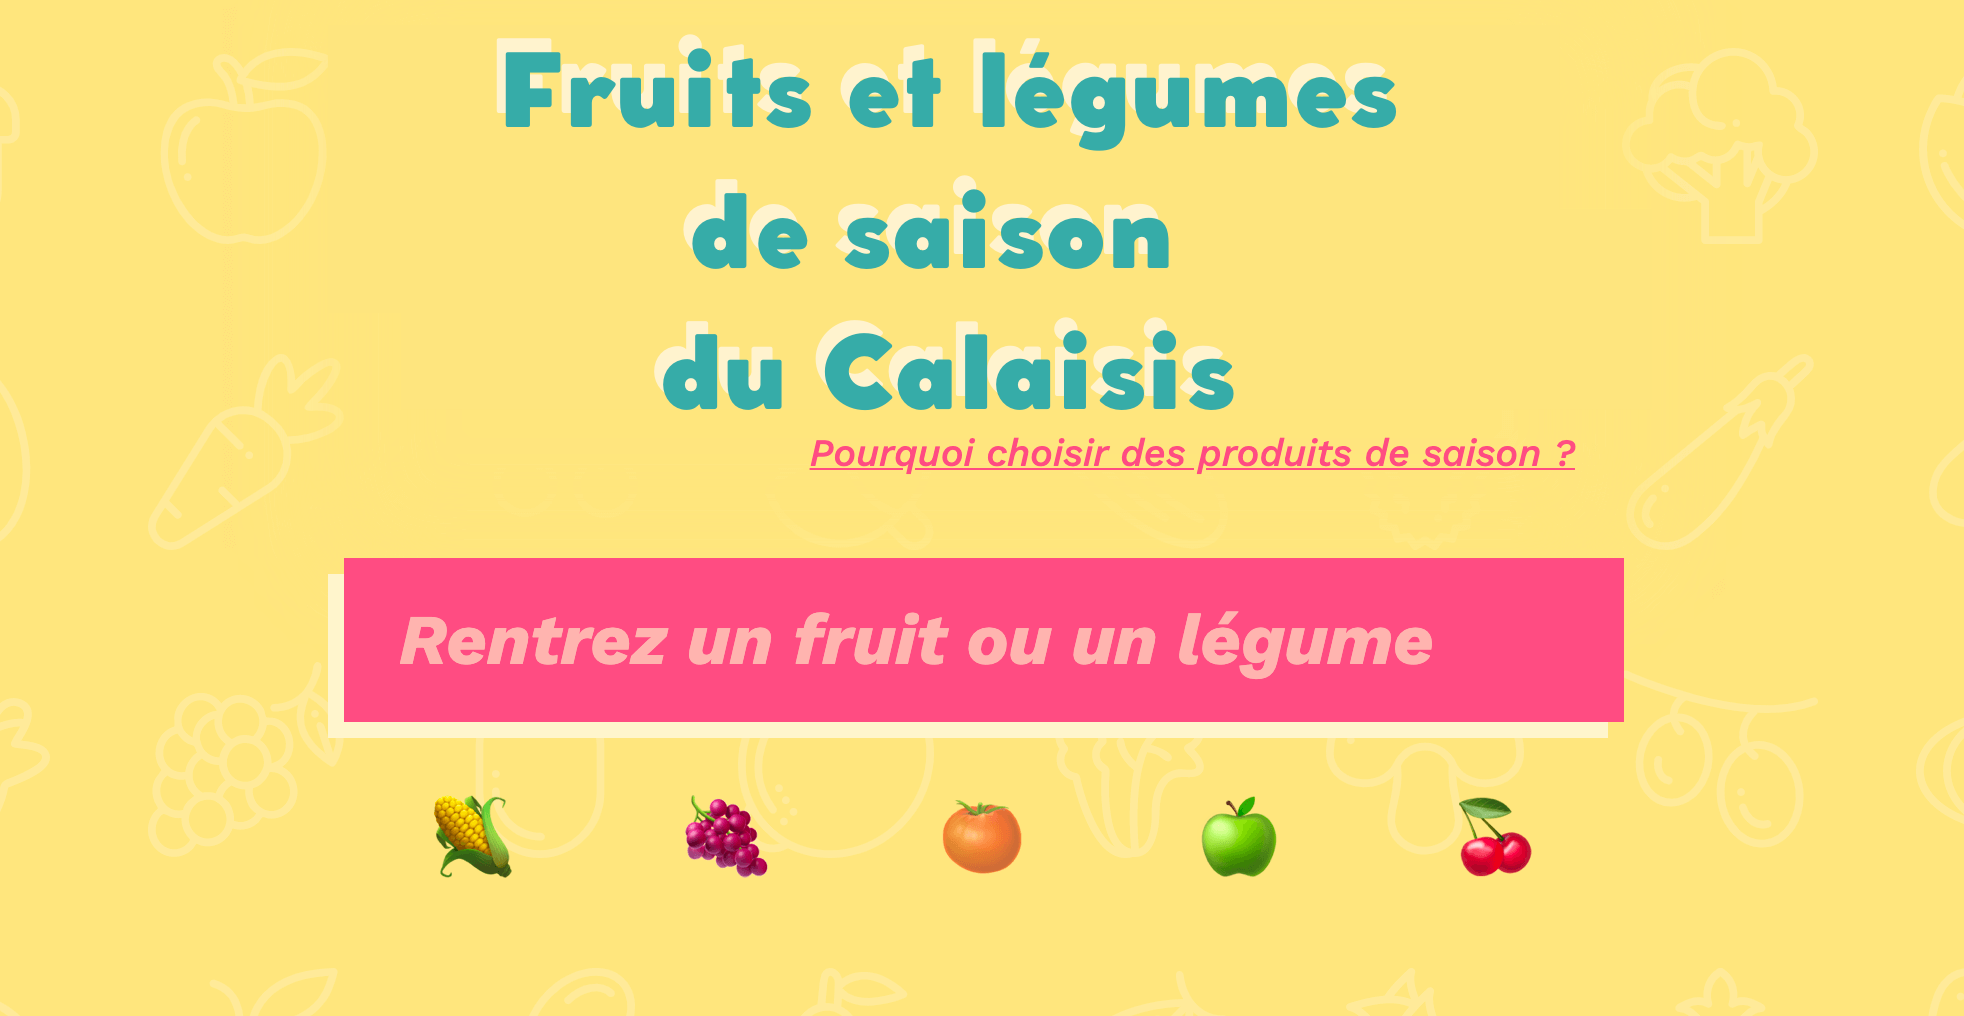 Fruits et légumes
de saison
du Calaisis
Pourquoi choisir des produits de saison ?
Rentrez un fruit ou un légume